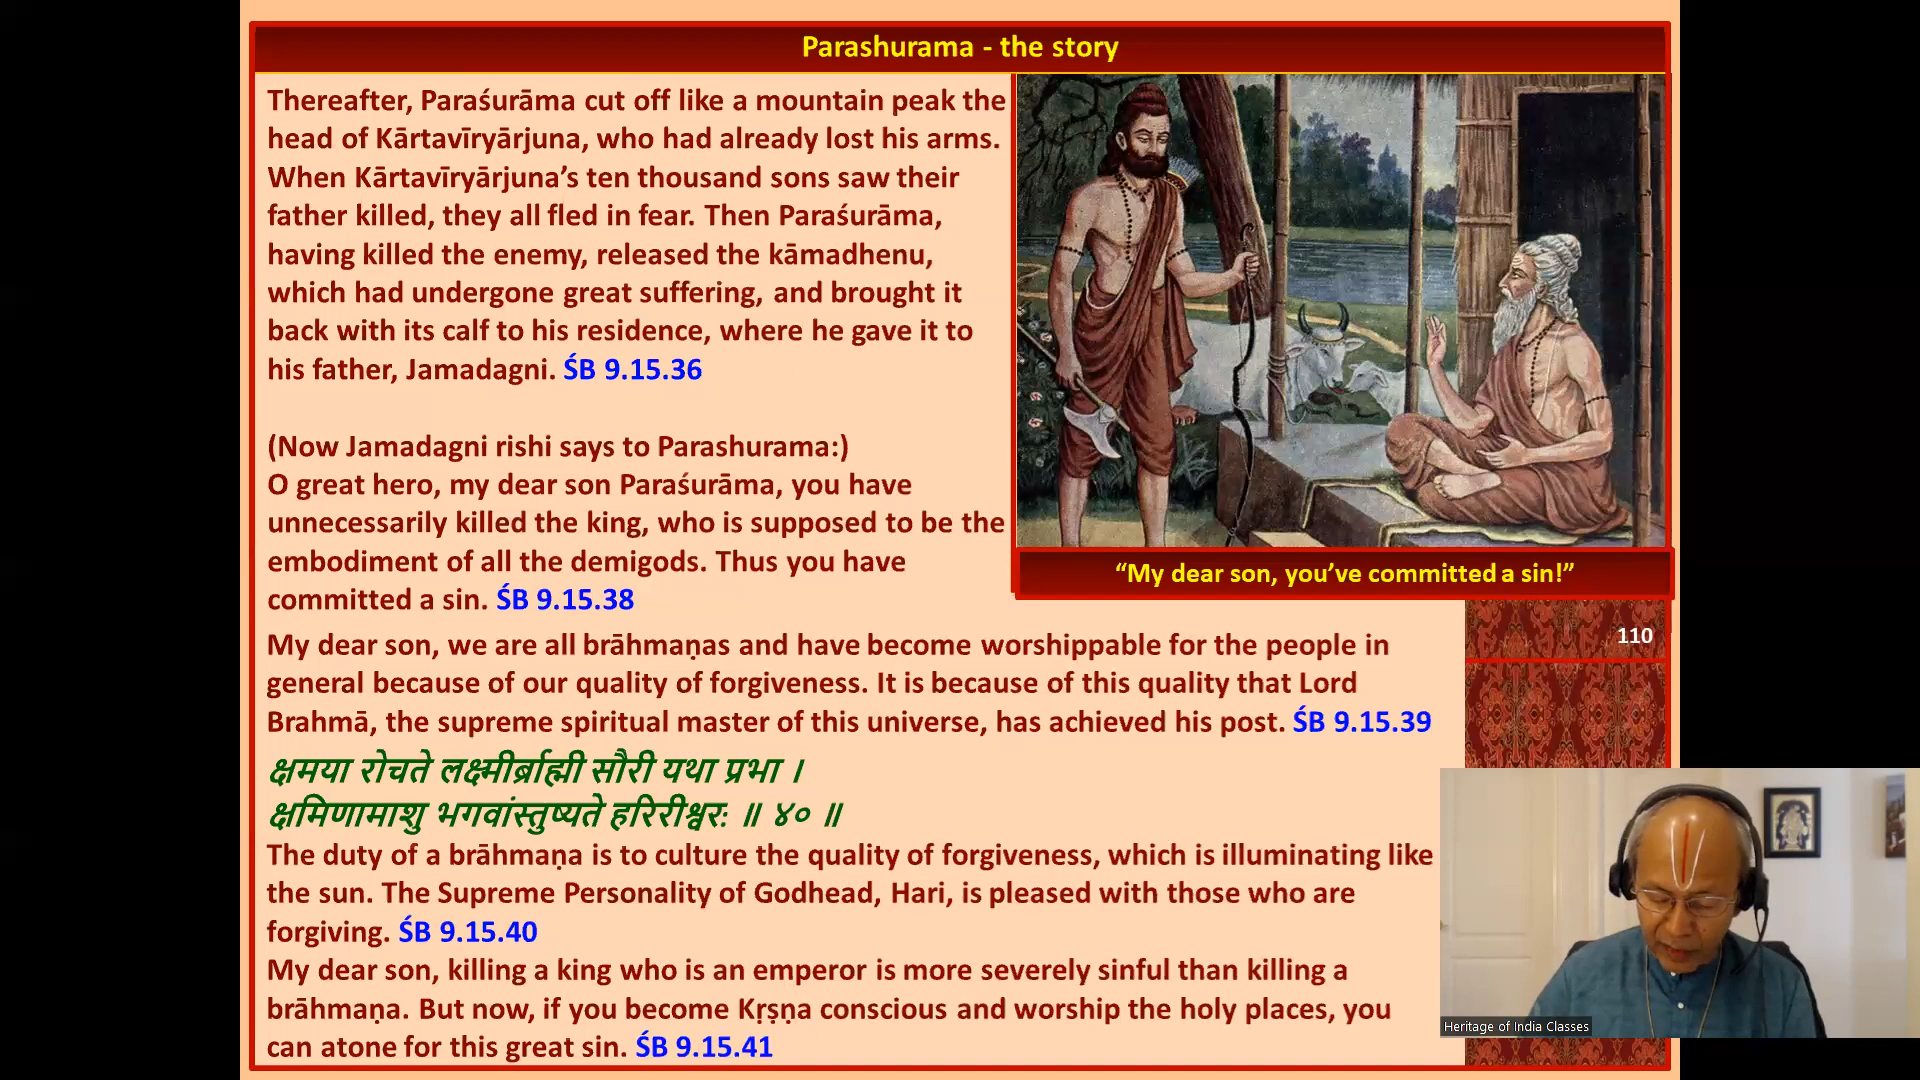 Parashurama - the story
Thereafter, Paraśurāma cut off like a mountain peak the
head of Kārtavīryārjuna, who had already lost his arms.
When Kārtavīryārjuna’s ten thousand sons saw their
father killed, they all fled in fear. Then Paraśurāma,
having killed the enemy, released the kāmadhenu,
which had undergone great suffering, and brought it
back with its calf to his residence, where he gave it to
his father, Jamadagni. ŚB 9.15.36
(Now Jamadagni rishi says to Parashurama:)
O great hero, my dear son Paraśurāma, you have
unnecessarily killed the king, who is supposed to be the
embodiment of all the demigods. Thus you have
committed a sin. ŚB 9.15.38
“My dear son, you’ve committed a sin!”
110
My dear son, we are all brāhmaṇas and have become worshippable for the people in
general because of our quality of forgiveness. It is because of this quality that Lord
Brahmā, the supreme spiritual master of this universe, has achieved his post. ŚB 9.15.39
क्षमया रोचते लक्ष्मीर्ब्राह्मी सौरी यथा प्रभा ।
क्षमिणामाशु भगवांस्तुष्यते हरिरीश्वरः ॥ ४० ॥
The duty of a brāhmaṇa is to culture the quality of forgiveness, which is illuminating like
the sun. The Supreme Personality of Godhead, Hari, is pleased with those who are
forgiving. ŚB 9.15.40
My dear son, killing a king who is an emperor is more severely sinful than killing a
brāhmaṇa. But now, if you become Kṛṣṇa conscious and worship the holy places, you
can atone for this great sin. ŚB 9.15.41
Heritage of India Classes